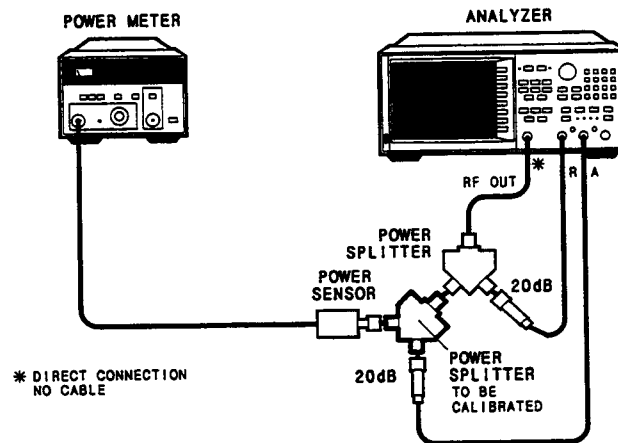 POWER METER
ANALYZER
*
RF OUT
R
A
POWER
SPLITTER
POWER
SENSOR
20dB
20dB
POWER
SPLITTER
TO BE
CALIBRATED
* DIRECT CONNECTION
NO CABLE